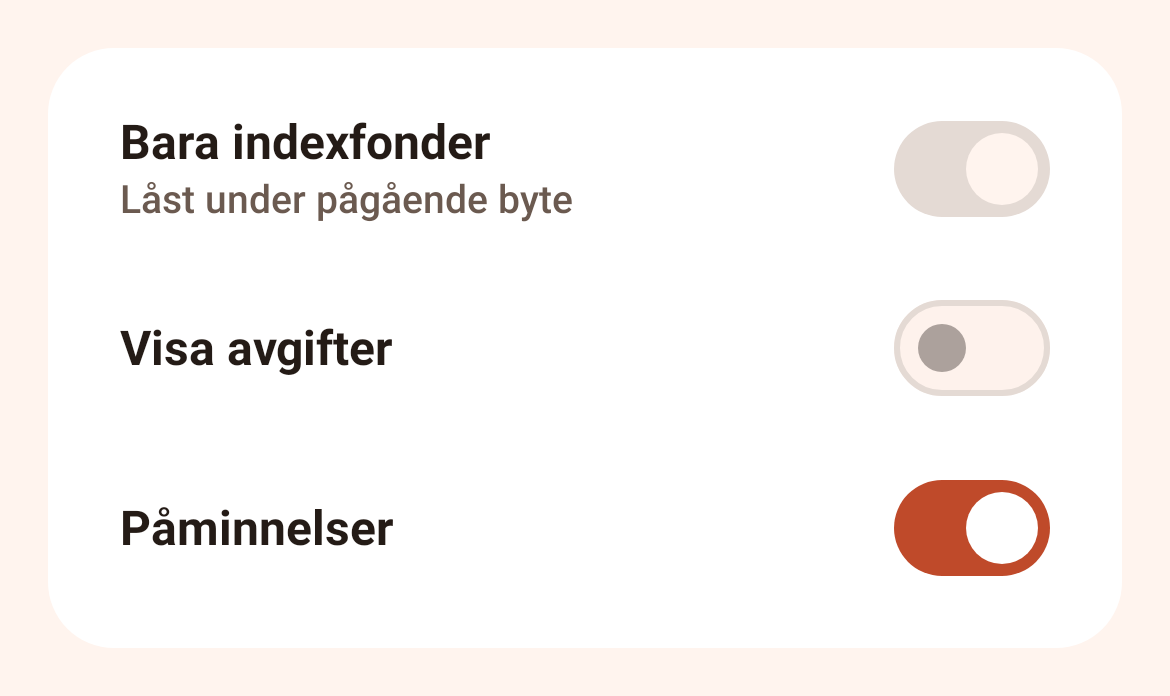 Bara indexfonder
Låst under pågående byte
Visa avgifter
Påminnelser